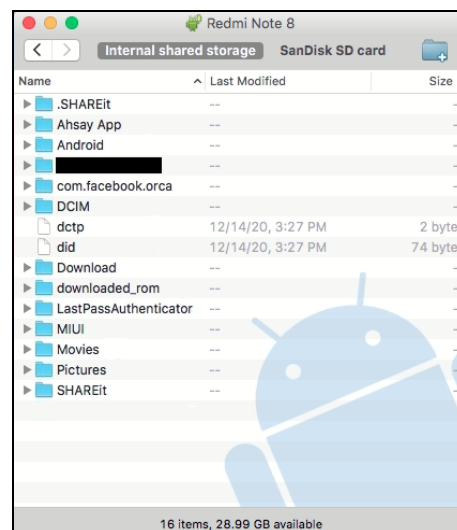 Redmi Note 8
Internal shared storage SanDisk SD card
Name Last Modified Size
.SHAREit -- -
Ahsay App -- -
Android -- -
-- -
com.facebook.orca -- -
DCIM -- -
dctp 12/14/20, 3:27 PM 2 byte
did 12/14/20, 3:27 PM 74 byte
Download -- -
downloaded_rom -- -
LastPassAuthenticator -- -
MIUI -- -
Movies -- -
Pictures -- -
SHAREit -- -
16 items, 28.99 GB available